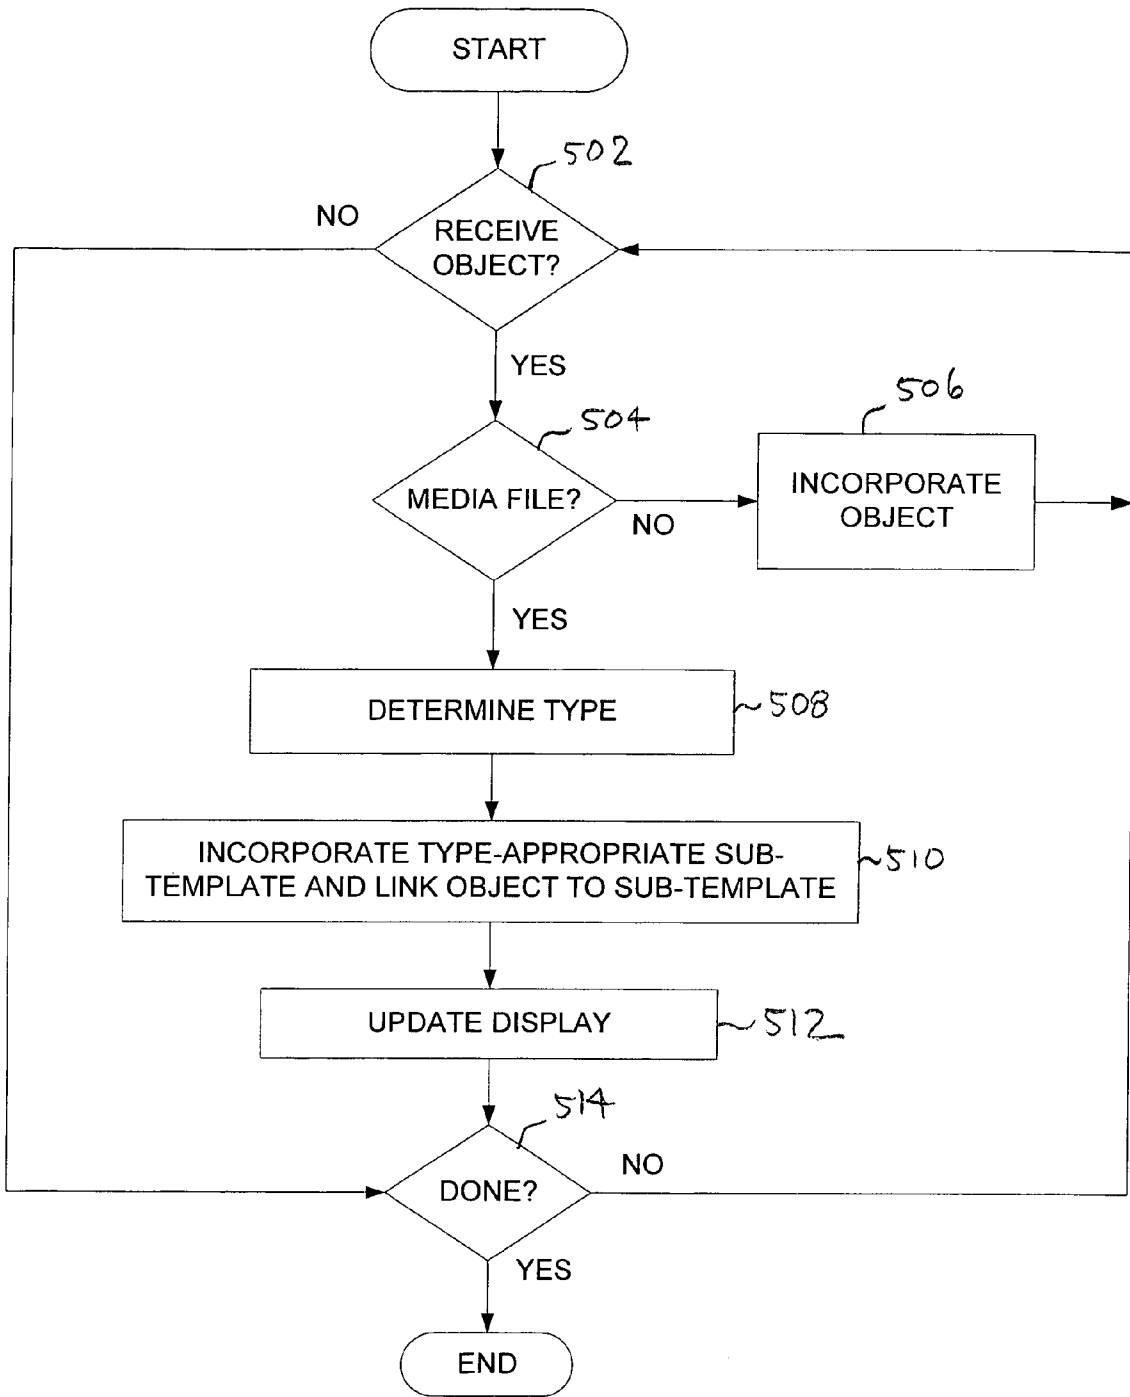 START
502
NO
RECEIVE
OBJECT?
YES
504
506
MEDIA FILE?
NO
INCORPORATE
OBJECT
YES
DETERMINE TYPE
508
INCORPORATE TYPE-APPROPRIATE SUB-
TEMPLATE AND LINK OBJECT TO SUB-TEMPLATE
510
UPDATE DISPLAY
512
514
DONE?
NO
YES
END